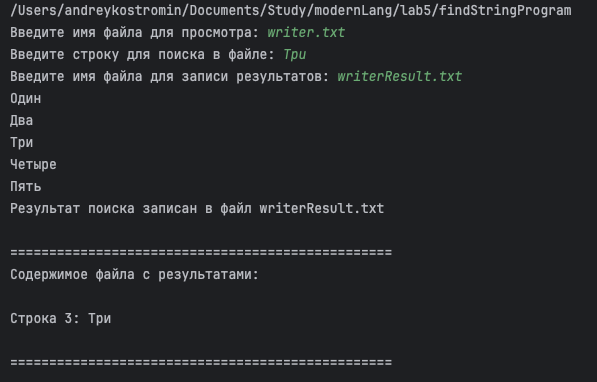 /Users/andreykostromin/Documents/Study/modernLang/lab5/findStringProgram
Введите имя файла для просмотра: writer.txt
Введите строку для поиска в файле: Три
Введите имя файла для записи результатов: writerResult.txt
Один
Два
Три
Четыре
Пять
Результат поиска записан в файл writerResult.txt
=================================================
Содержимое файла с результатами:
Строка 3: Три
=================================================